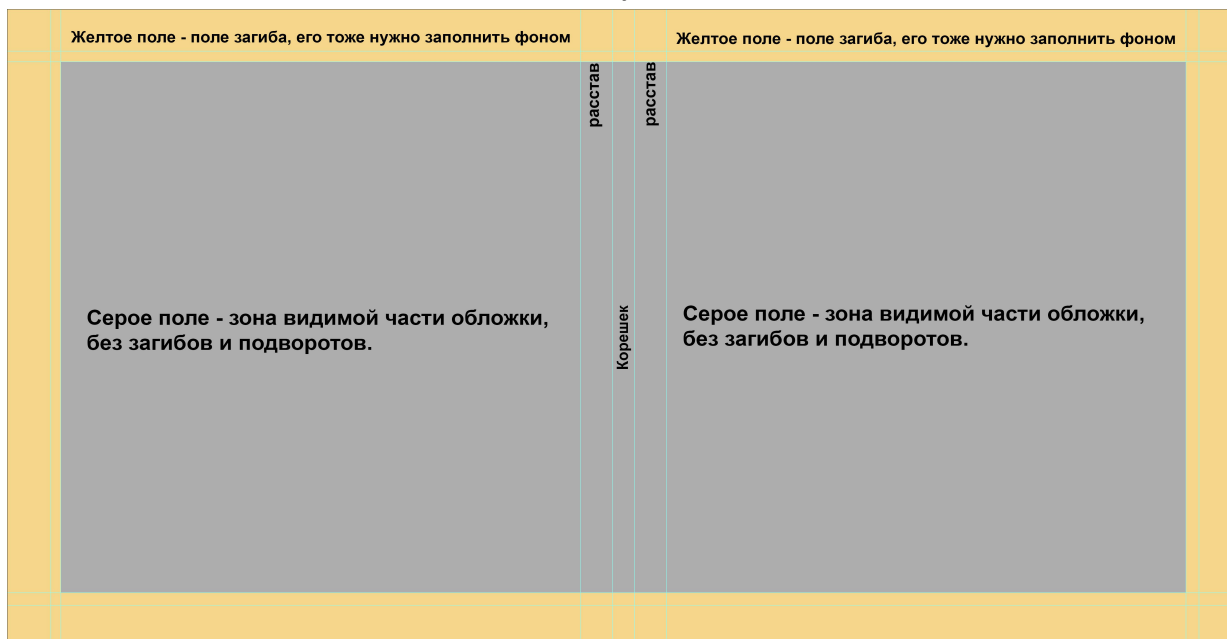 Желтое поле - поле загиба, его тоже нужно заполнить фоном
Желтое поле - поле загиба, его тоже нужно заполнить фоном
расстав
расстав
Серое поле - зона видимой части обложки,
без загибов и подворотов.
Корешек
Серое поле - зона видимой части обложки,
без загибов и подворотов.